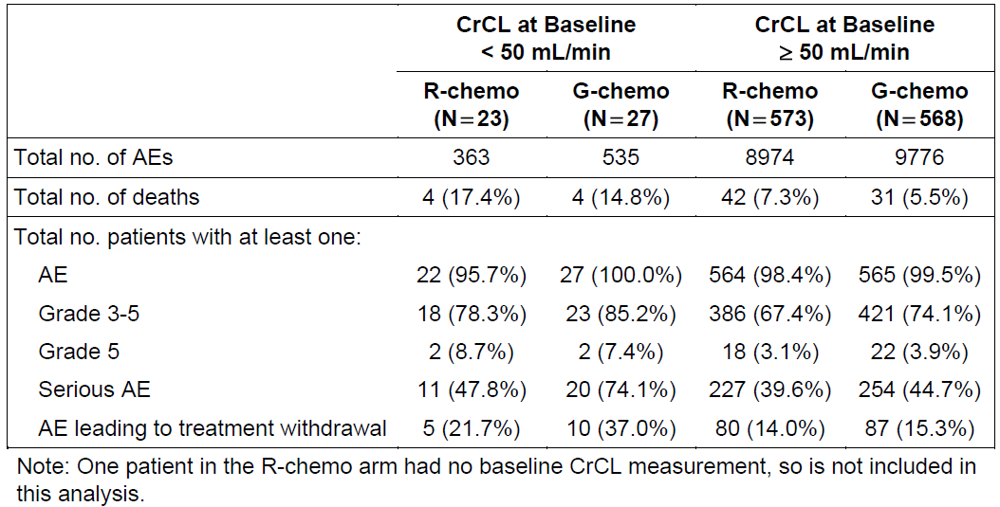 CrCL at Baseline < 50 mL/min CrCL at Baseline ≥ 50 mL/min
R-chemo (N=23) G-chemo (N=27) R-chemo (N=573) G-chemo (N=568)
Total no. of AEs 363 535 8974 9776
Total no. of deaths 4 (17.4%) 4 (14.8%) 42 (7.3%) 31 (5.5%)
Total no. patients with at least one:
AE 22 (95.7%) 27 (100.0%) 564 (98.4%) 565 (99.5%)
Grade 3-5 18 (78.3%) 23 (85.2%) 386 (67.4%) 421 (74.1%)
Grade 5 2 (8.7%) 2 (7.4%) 18 (3.1%) 22 (3.9%)
Serious AE 11 (47.8%) 20 (74.1%) 227 (39.6%) 254 (44.7%)
AE leading to treatment withdrawal 5 (21.7%) 10 (37.0%) 80 (14.0%) 87 (15.3%)
Note: One patient in the R-chemo arm had no baseline CrCL measurement, so is not included in
this analysis.